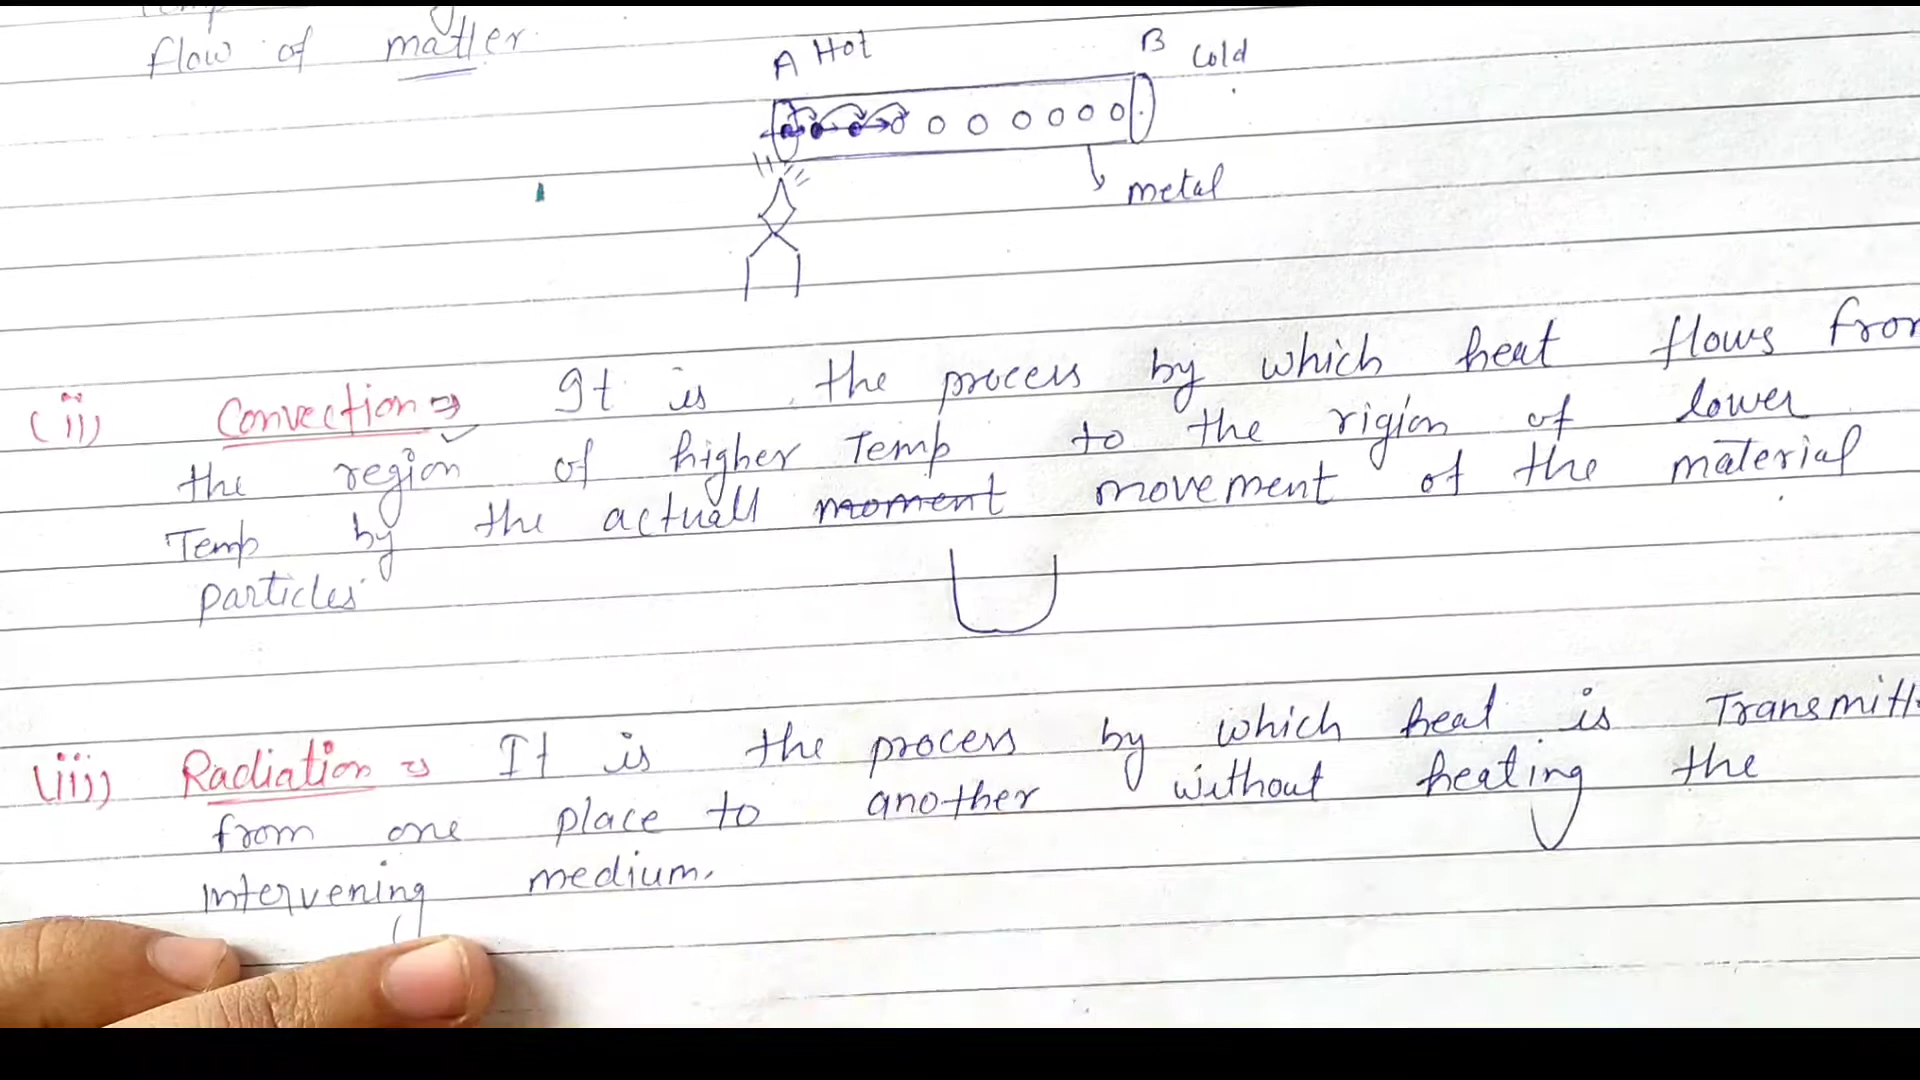 flow of matter.
A Hot
B Cold
metal
(ii) Convection ⇒ It is the process by which heat flows from
the region of higher Temp to the rigion of lower
Temp by the actuall moment movement of the material
particles
(iii) Radiation ⇒ It is the process by which heat is Transmitt
from one place to another without heating the
intervening medium.